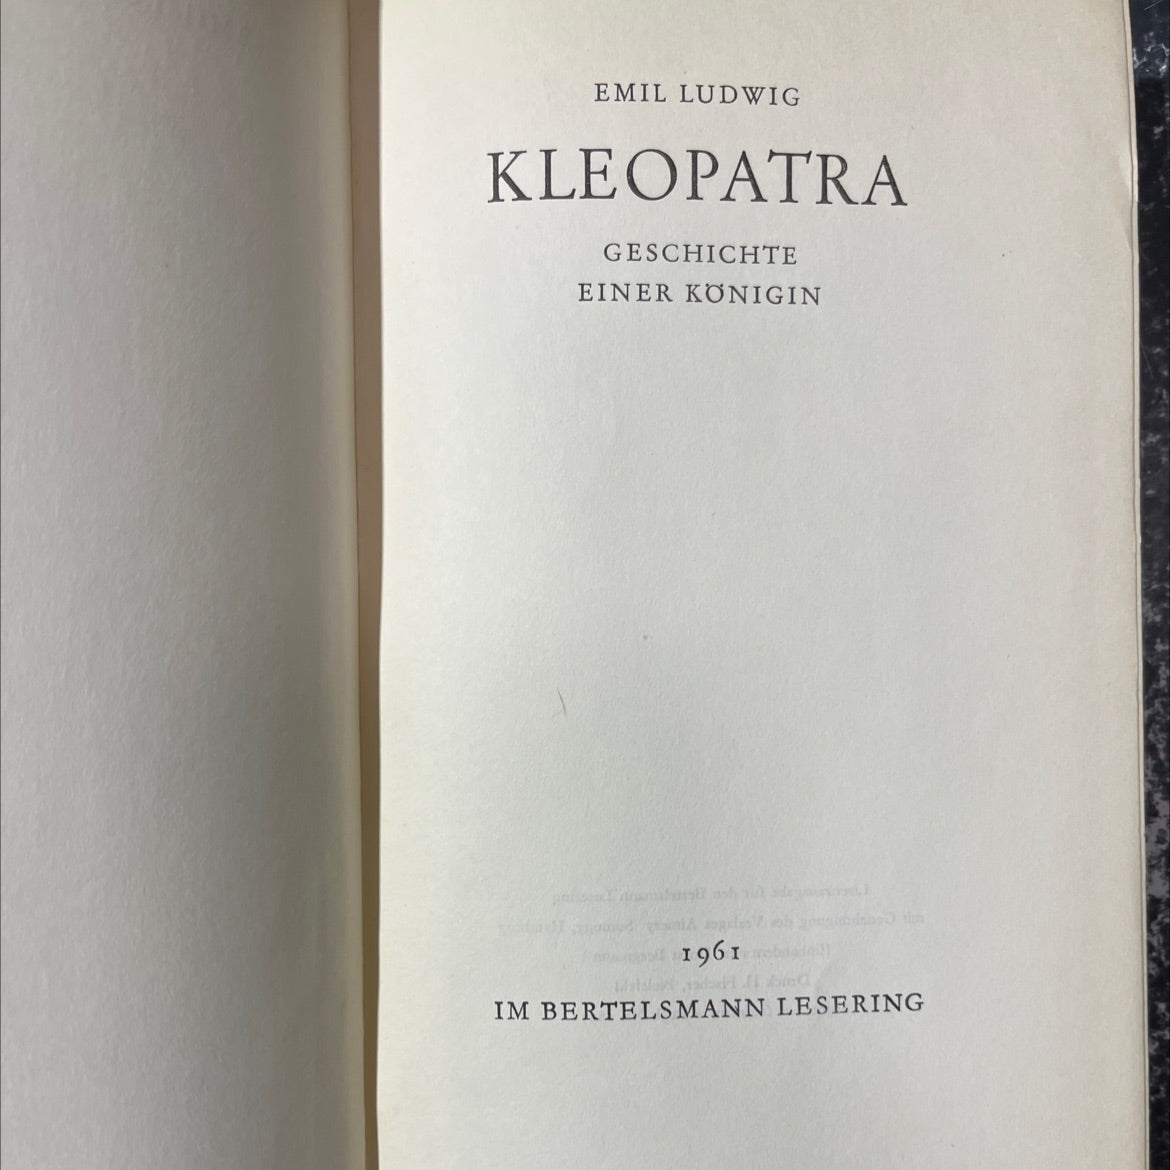 EMIL LUDWIG
KLEOPATRA
GESCHICHTE
EINER KÖNIGIN
1961
IM BERTELSMANN LESERING